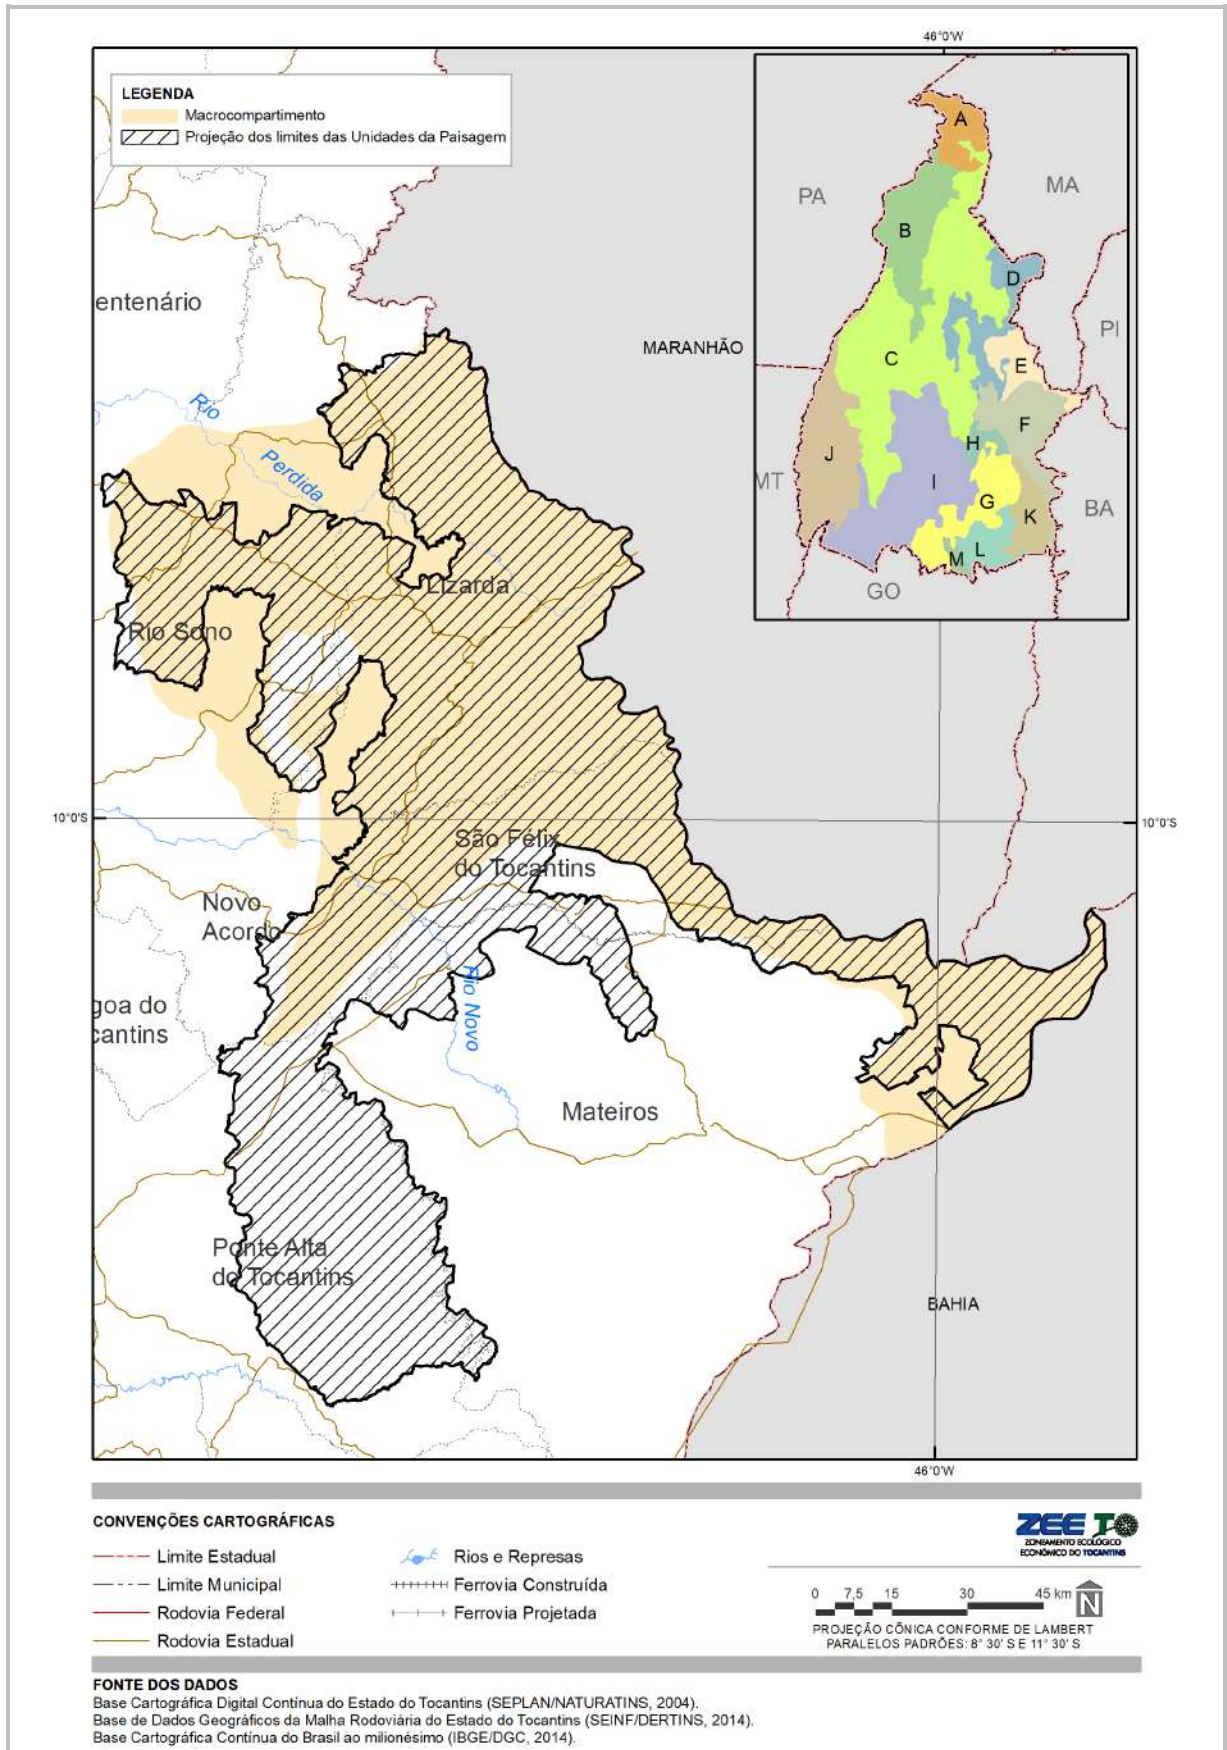 46°0'W
LEGENDA
Macrocompartimento
Projeção dos limites das Unidades da Paisagem
A
PA
MA
B
D
PI
C
E
F
H
J
MT
I
G
K
BA
L
M
GO
entenário
MARANHÃO
Rio
Perdida
Lizarda
Rio Sono
10°0'S
10°0'S
São Félix
do Tocantins
Novo
Acordo
Rio Novo
goa do
cantins
Mateiros
Ponte Alta
do Tocantins
BAHIA
46°0'W
CONVENÇÕES CARTOGRÁFICAS
Limite Estadual
Limite Municipal
Rodovia Federal
Rodovia Estadual
Rios e Represas
Ferrovia Construída
Ferrovia Projetada
ZEE TO
ZONEAMENTO ECOLÓGICO
ECONÔMICO DO TOCANTINS
0 7,5 15 30 45 km
N
PROJEÇÃO CÔNICA CONFORME DE LAMBERT
PARALELOS PADRÕES: 8° 30' S E 11° 30' S
FONTE DOS DADOS
Base Cartográfica Digital Contínua do Estado do Tocantins (SEPLAN/NATURATINS, 2004).
Base de Dados Geográficos da Malha Rodoviária do Estado do Tocantins (SEINF/DERTINS, 2014).
Base Cartográfica Contínua do Brasil ao milionésimo (IBGE/DGC, 2014).